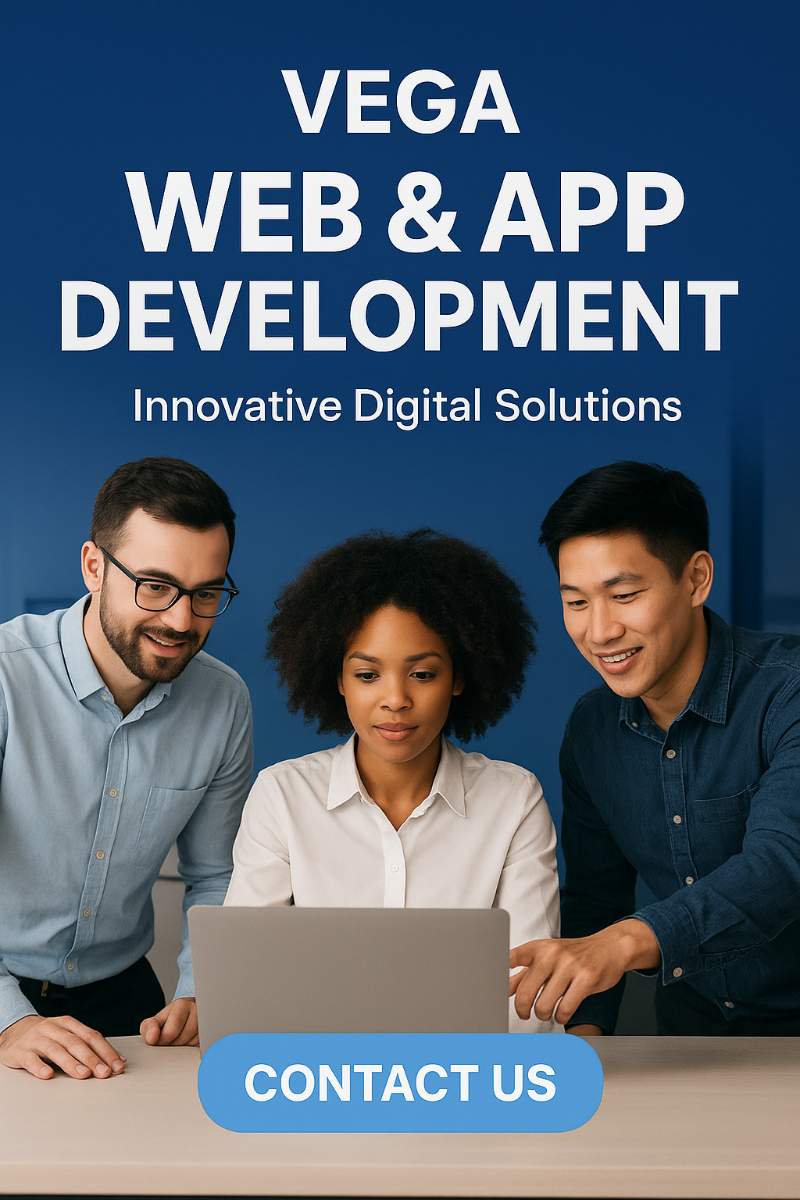 VEGA
WEB & APP
DEVELOPMENT
Innovative Digital Solutions
CONTACT US